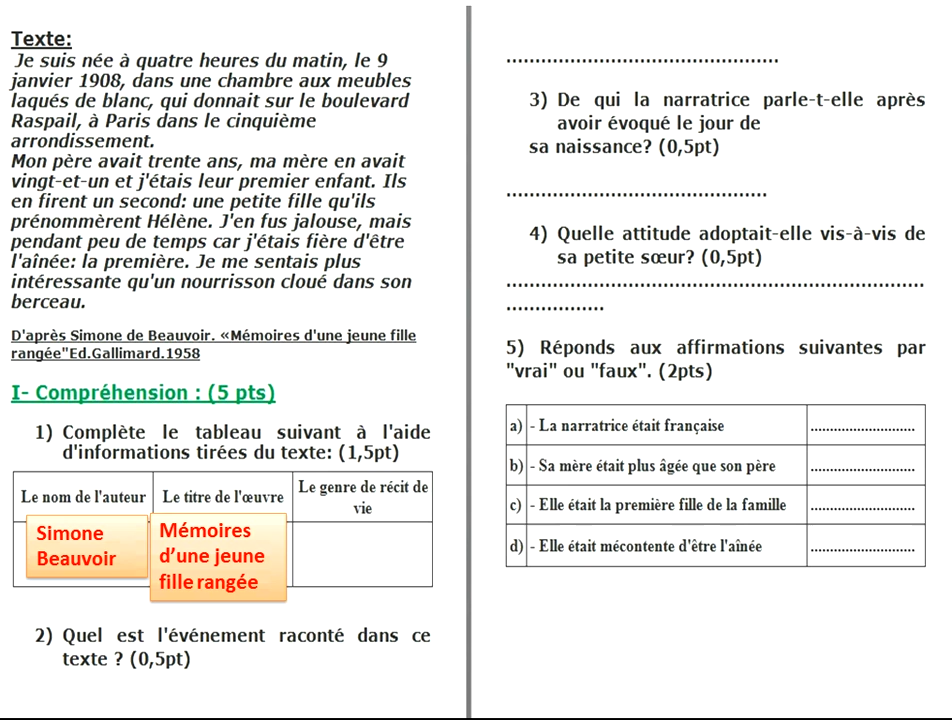 Texte:
Je suis née à quatre heures du matin, le 9
janvier 1908, dans une chambre aux meubles
laqués de blanc, qui donnait sur le boulevard
Raspail, à Paris dans le cinquième
arrondissement.
Mon père avait trente ans, ma mère en avait
vingt-et-un et j'étais leur premier enfant. Ils
en firent un second: une petite fille qu'ils
prénommèrent Hélène. J'en fus jalouse, mais
pendant peu de temps car j'étais fière d'être
l'aînée: la première. Je me sentais plus
intéressante qu'un nourrisson cloué dans son
berceau.
D'après Simone de Beauvoir. «Mémoires d'une jeune fille
rangée"Ed.Gallimard.1958
I- Compréhension : (5 pts)
1) Complète le tableau suivant à l'aide
d'informations tirées du texte: (1,5pt)
Le nom de l'auteur
Le titre de l'œuvre
Le genre de récit de
vie
Simone
Beauvoir
Mémoires
d'une jeune
fille rangée
2) Quel est l'événement raconté dans ce
texte ? (0,5pt)
...............................................
3) De qui la narratrice parle-t-elle après
avoir évoqué le jour de
sa naissance? (0,5pt)
.............................................
4) Quelle attitude adoptait-elle vis-à-vis de
sa petite sœur? (0,5pt)
........................................................................
.................
5) Réponds aux affirmations suivantes par
"vrai" ou "faux". (2pts)
a) - La narratrice était française ..........................
b) - Sa mère était plus âgée que son père ..........................
c) - Elle était la première fille de la famille ..........................
d) - Elle était mécontente d'être l'aînée ..........................